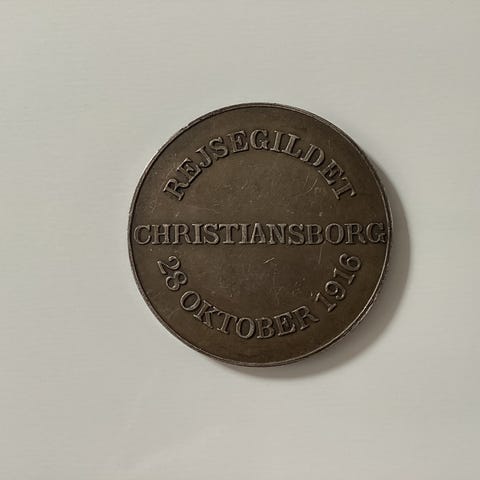 REJSEGILDET
CHRISTIANSBORG
28 OKTOBER 1916